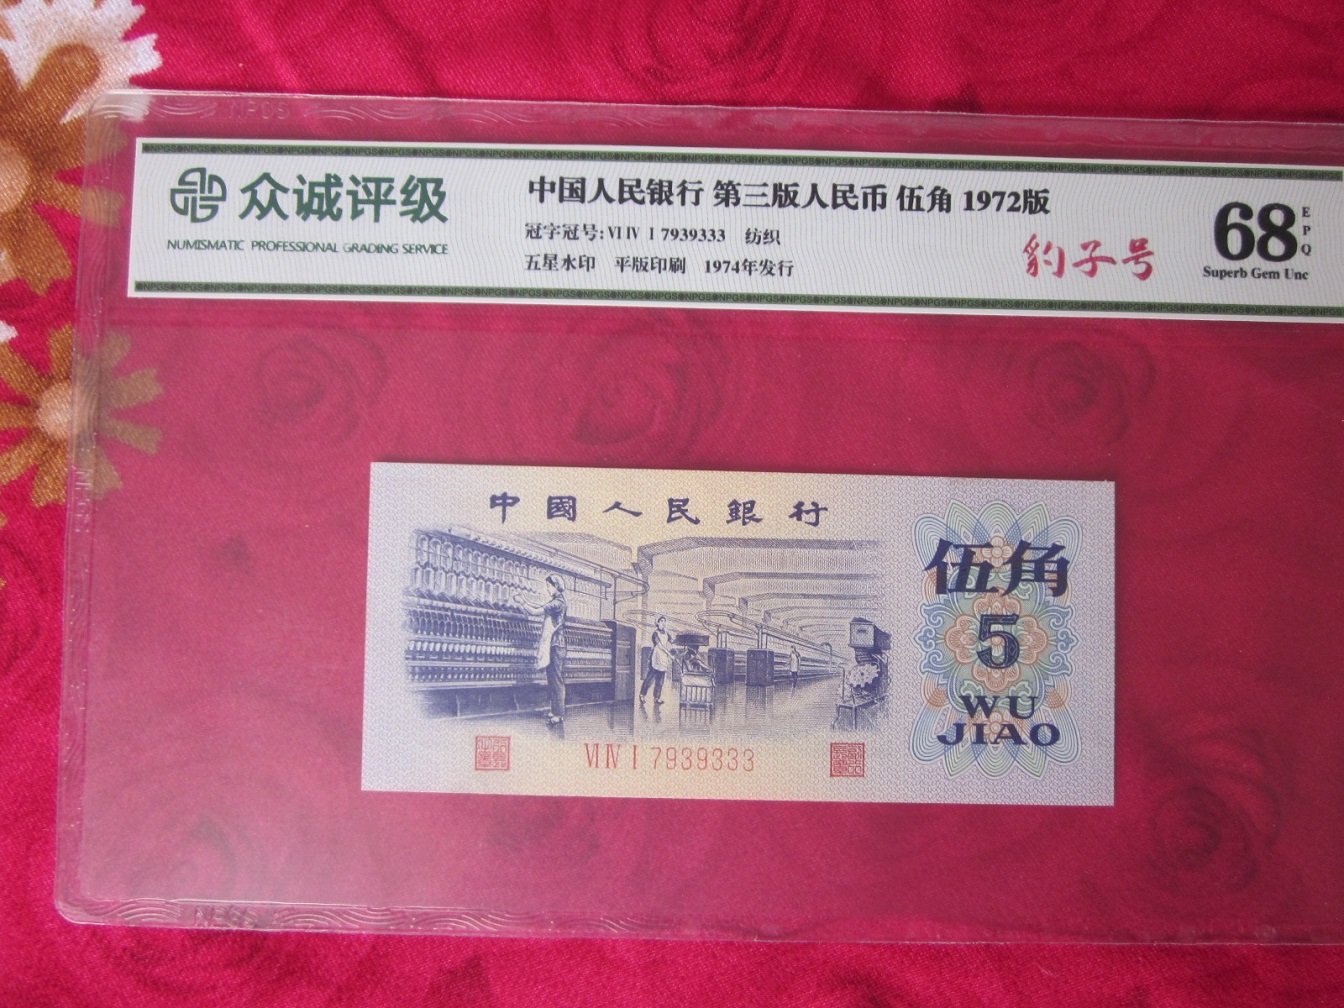 NPGS
众诚评级
NUMISMATIC PROFESSIONAL GRADING SERVICE
中国人民银行 第三版人民币 伍角 1972版
冠字冠号: VI IV I 7939333 纺织
五星水印 平版印刷 1974年发行
豹子号
68
EPQ
Superb Gem Unc
中國人民銀行
伍角
5
WU
JIAO
VI IV I 7939333